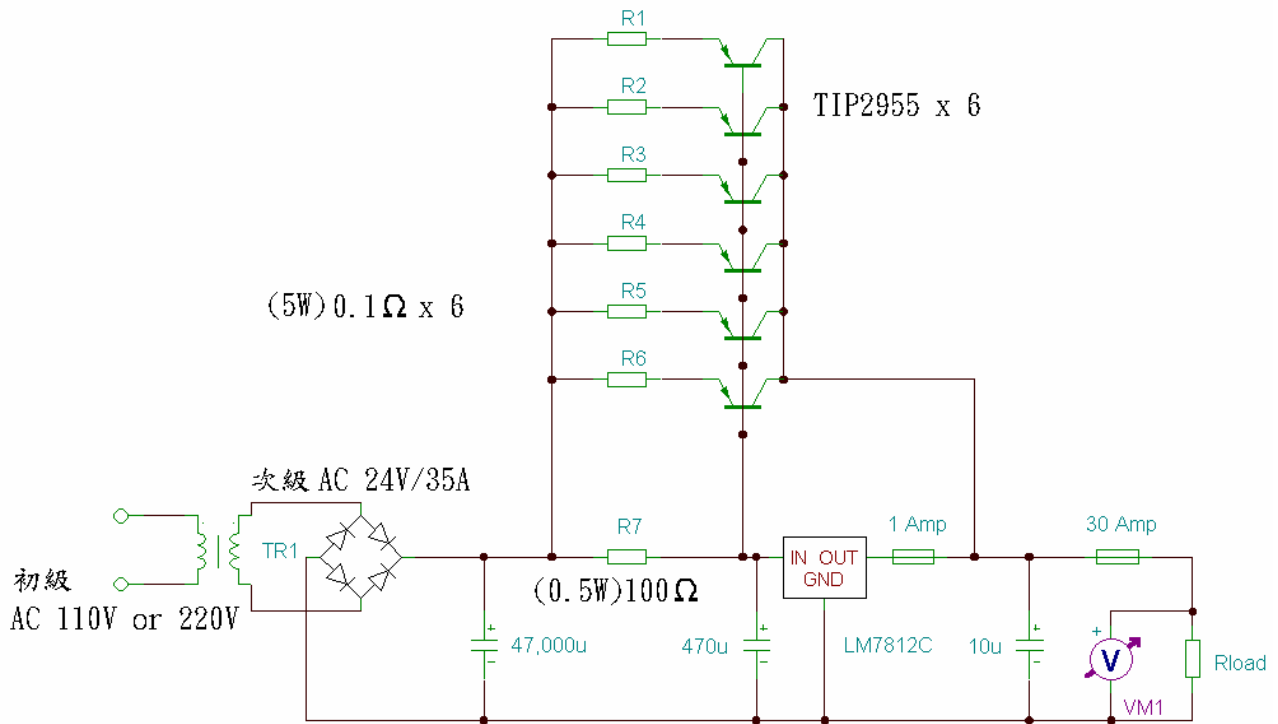 R1
R2
TIP2955 x 6
R3
R4
(5W)0.1Ω x 6
R5
R6
次級 AC 24V/35A
TR1
R7
1 Amp
30 Amp
IN OUT
GND
初級
AC 110V or 220V
(0.5W)100Ω
+
47,000u
-
+
470u
-
LM7812C
+
10u
-
+
V
VM1
Rload